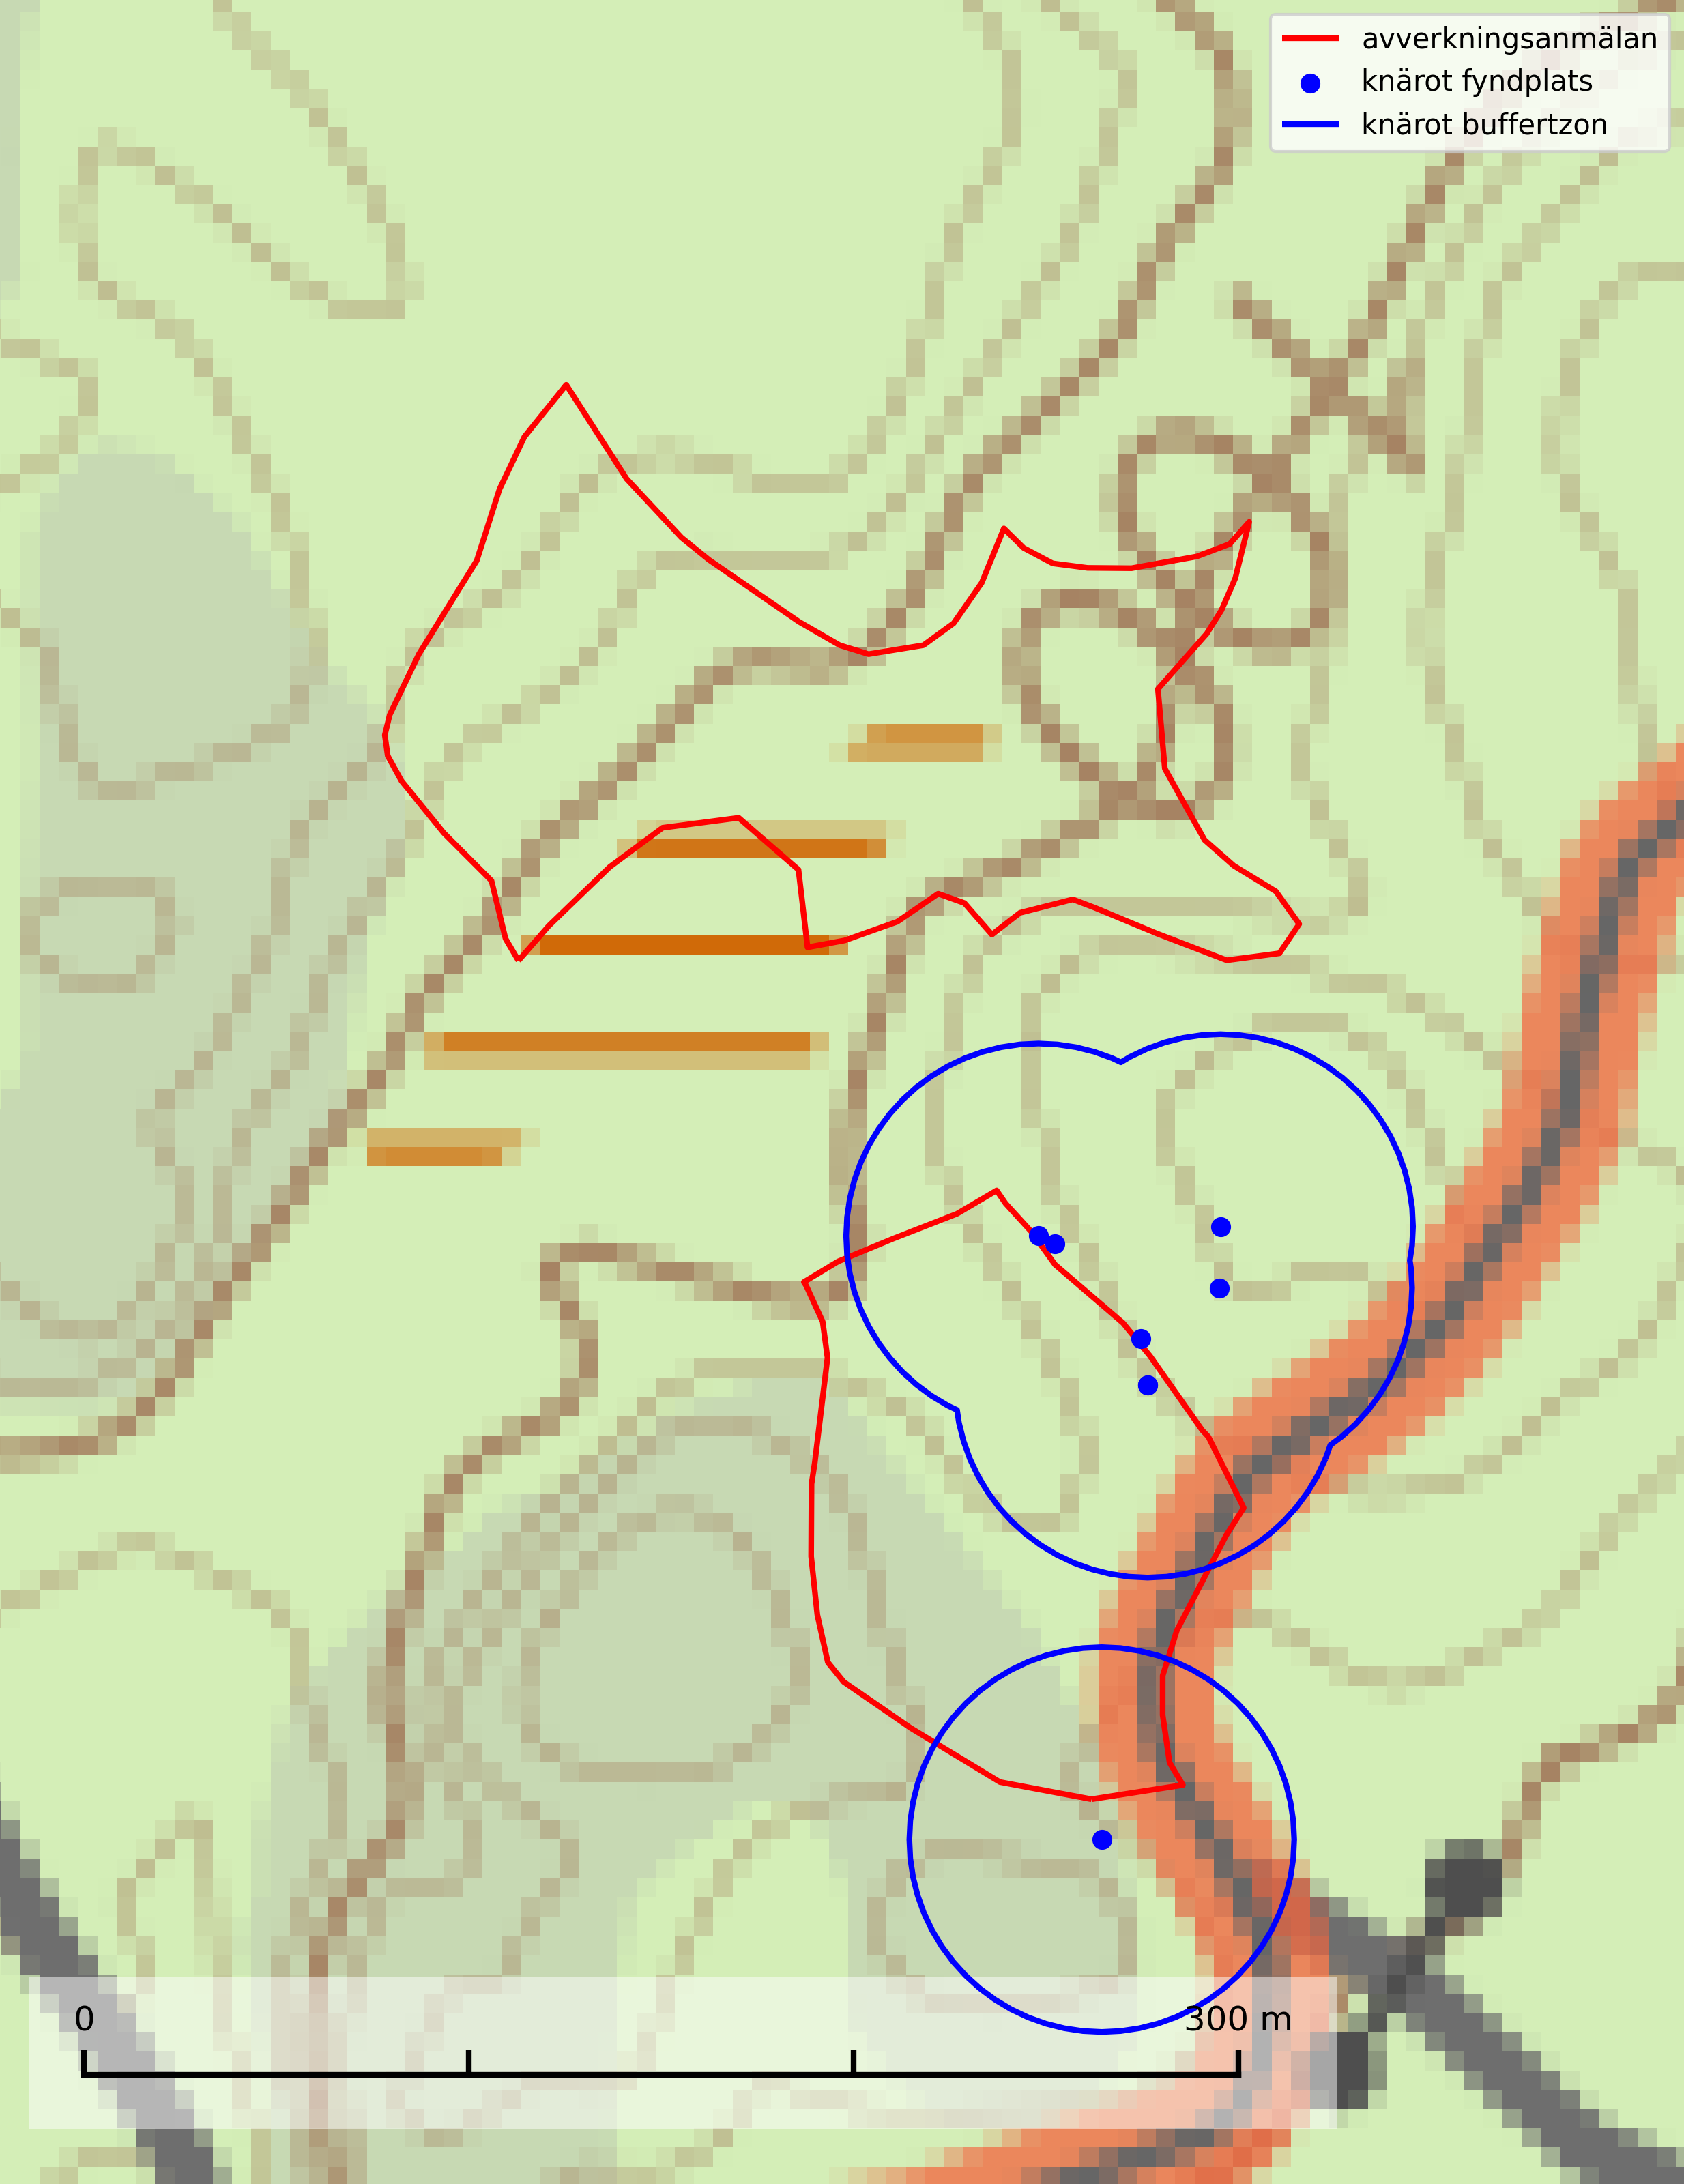 avverkningsanmälan
knärot fyndplats
knärot buffertzon
0 300 m